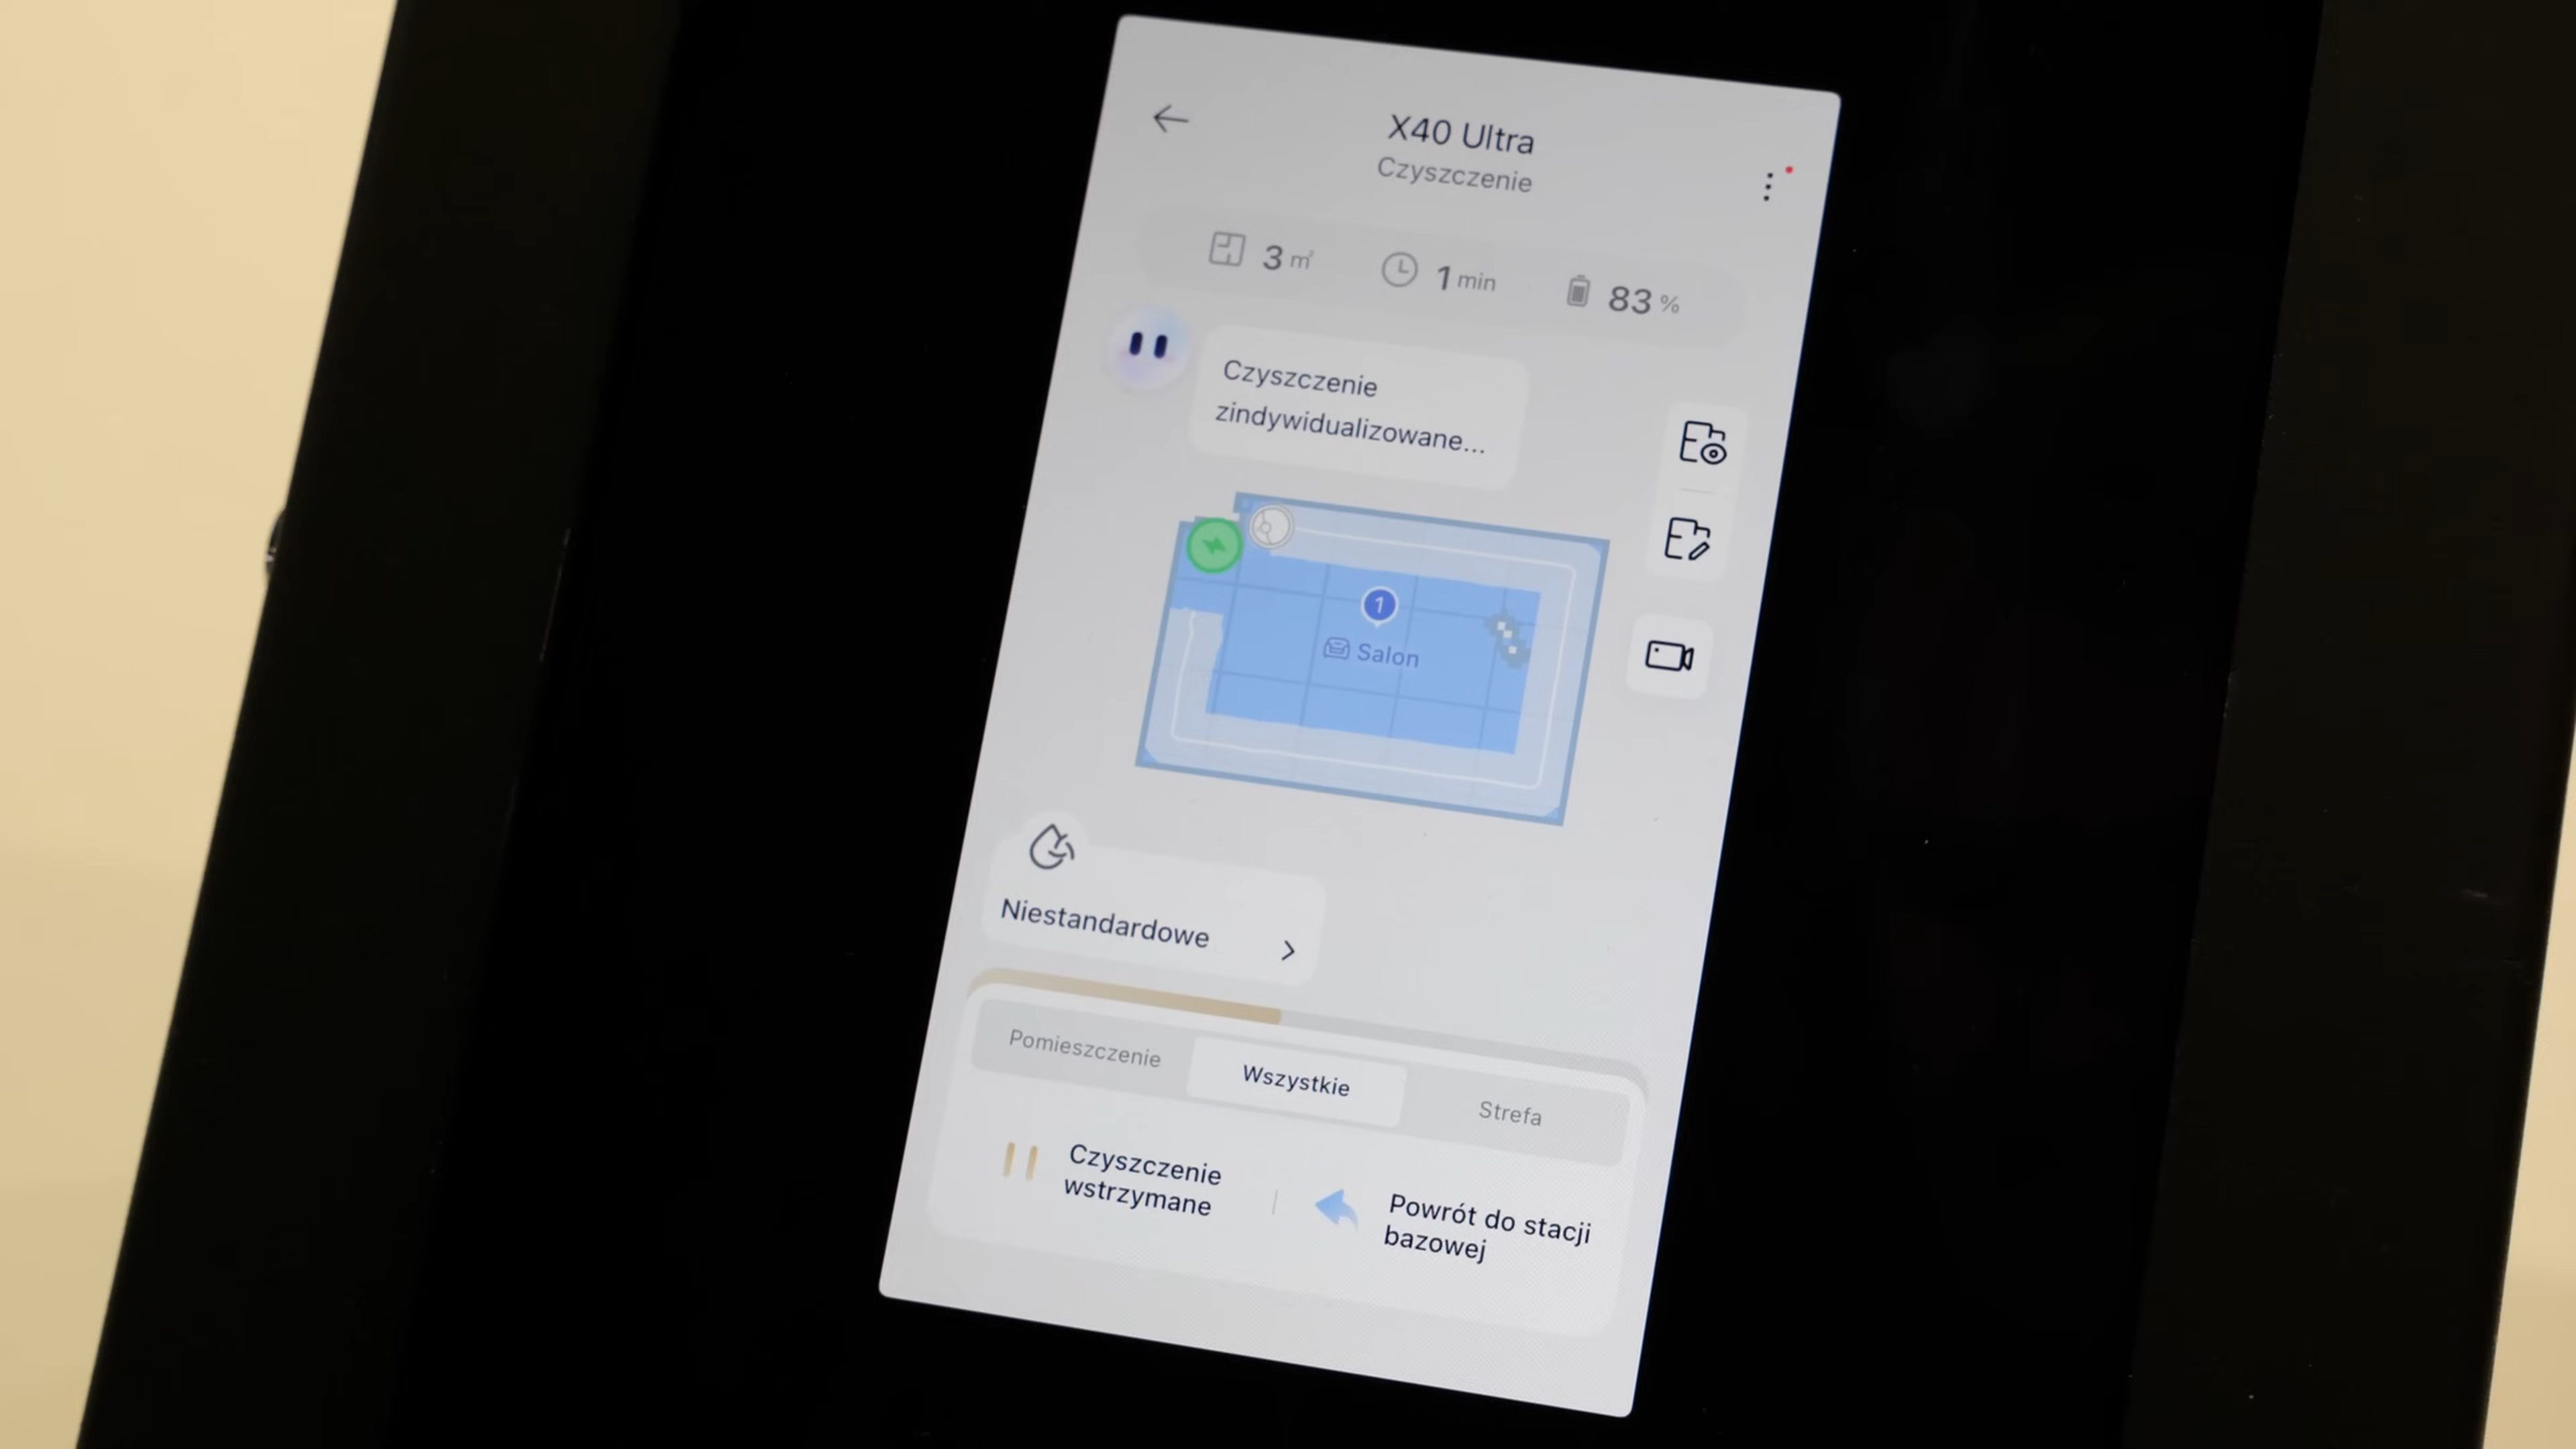 X40 Ultra
Czyszczenie
3 m² 1 min 83 %
Czyszczenie
zindywidualizowane...
1
Salon
Niestandardowe
Pomieszczenie Wszystkie Strefa
Czyszczenie
wstrzymane
Powrót do stacji
bazowej